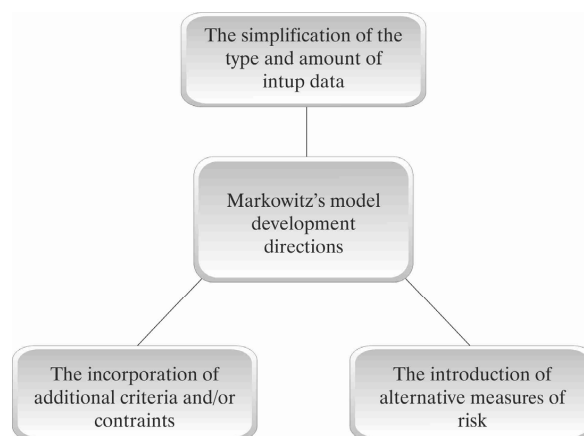 The simplification of the
type and amount of
intup data
Markowitz's model
development
directions
The incorporation of
additional criteria and/or
contraints
The introduction of
alternative measures of
risk